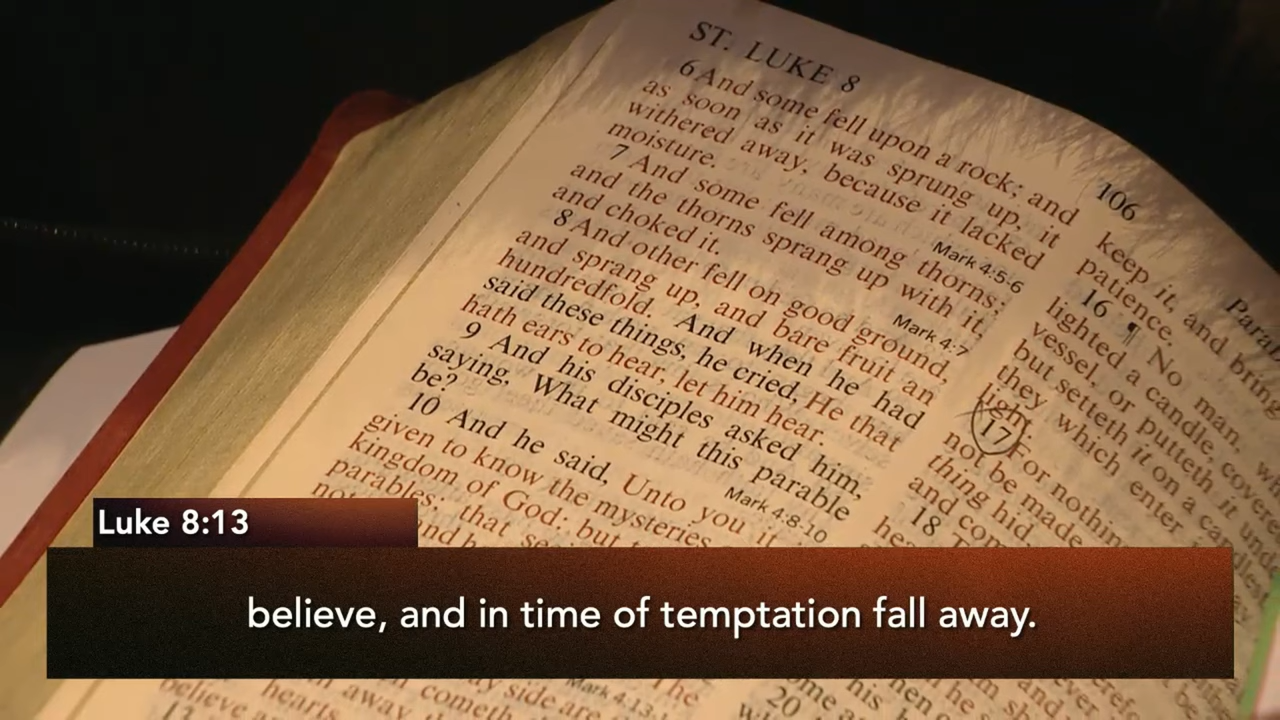 ST. LUKE 8
6 And some fell upon a rock; and
as soon as it was sprung up, it
withered away, because it lacked
moisture.
7 And some fell among thorns;
and the thorns sprang up with it,
and choked it.
8 And other fell on good ground,
and sprang up, and bare fruit an
hundredfold. And when he had
said these things, he cried, He that
hath ears to hear, let him hear.
9 And his disciples asked him,
saying, What might this parable
be?
10 And he said, Unto you it
given to know the mysteries
kingdom of God: but
parables; that
Mark 4:5-6
Mark 4:7
Mark 4:8-10
Mark 4:13
106
keep it, and bring
patience.
16 ¶ No man,
lighted a candle, covere
vessel, or putteth it und
but setteth it on a
they which enter
light.
17 For nothing
not be made
thing hid,
and com
18
20
Luke 8:13
believe, and in time of temptation fall away.